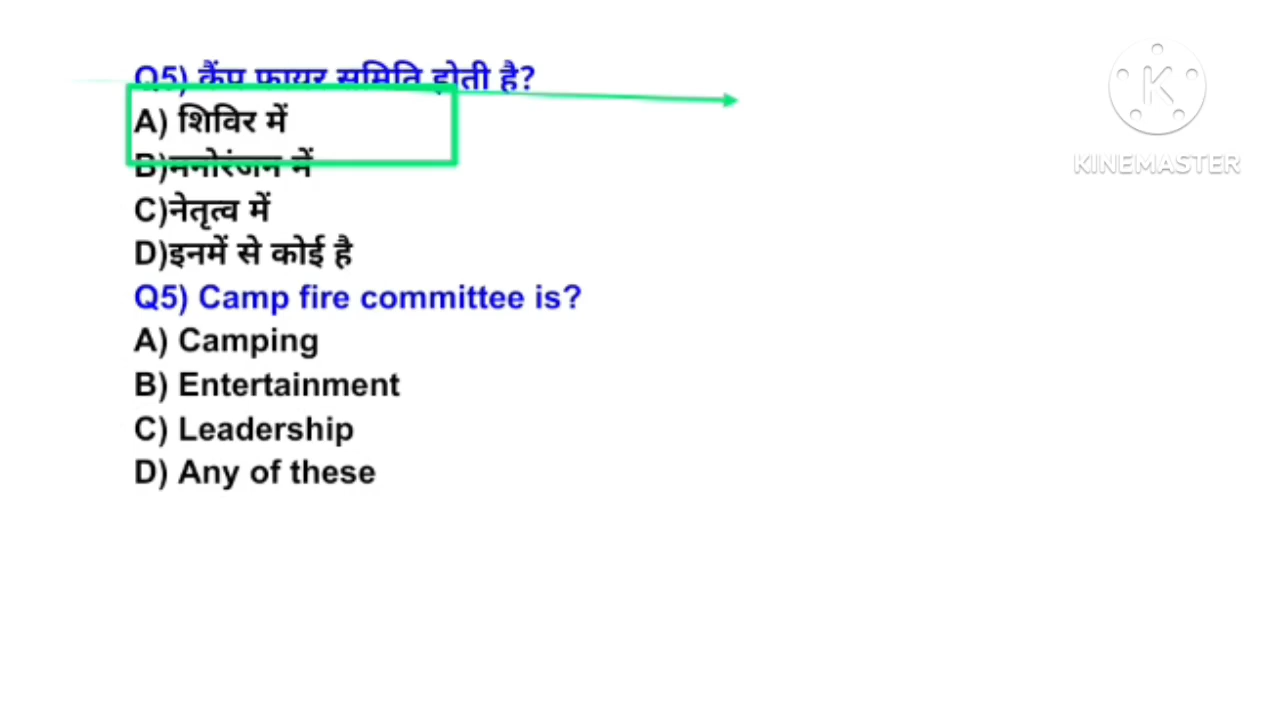 Q5) कैंप फायर समिति होती है?
A) शिविर में
B)मनोरंजन में
C)नेतृत्व में
D)इनमें से कोई है
Q5) Camp fire committee is?
A) Camping
B) Entertainment
C) Leadership
D) Any of these
K
KINEMASTER